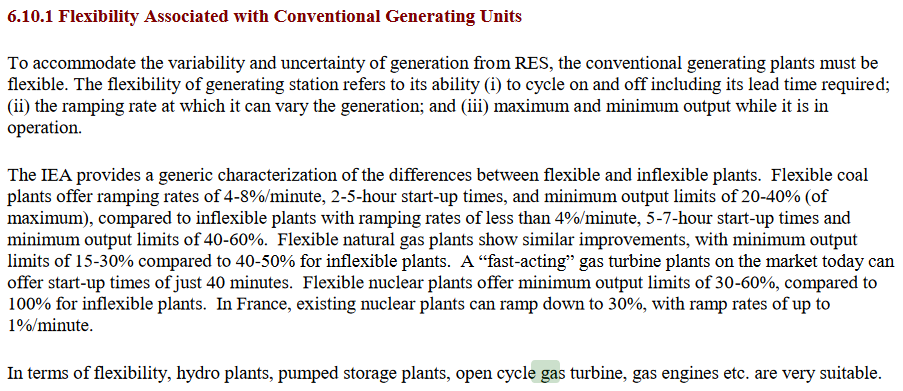 6.10.1 Flexibility Associated with Conventional Generating Units
To accommodate the variability and uncertainty of generation from RES, the conventional generating plants must be
flexible. The flexibility of generating station refers to its ability (i) to cycle on and off including its lead time required;
(ii) the ramping rate at which it can vary the generation; and (iii) maximum and minimum output while it is in
operation.
The IEA provides a generic characterization of the differences between flexible and inflexible plants. Flexible coal
plants offer ramping rates of 4-8%/minute, 2-5-hour start-up times, and minimum output limits of 20-40% (of
maximum), compared to inflexible plants with ramping rates of less than 4%/minute, 5-7-hour start-up times and
minimum output limits of 40-60%. Flexible natural gas plants show similar improvements, with minimum output
limits of 15-30% compared to 40-50% for inflexible plants. A “fast-acting” gas turbine plants on the market today can
offer start-up times of just 40 minutes. Flexible nuclear plants offer minimum output limits of 30-60%, compared to
100% for inflexible plants. In France, existing nuclear plants can ramp down to 30%, with ramp rates of up to
1%/minute.
In terms of flexibility, hydro plants, pumped storage plants, open cycle gas turbine, gas engines etc. are very suitable.